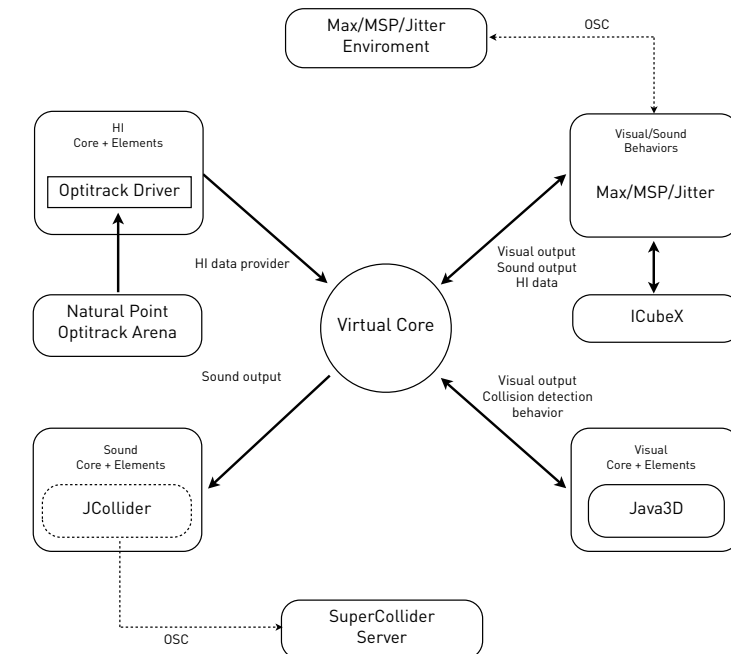 Max/MSP/Jitter
Enviroment
OSC
HI
Core + Elements
Optitrack Driver
Visual/Sound
Behaviors
Max/MSP/Jitter
HI data provider
Visual output
Sound output
HI data
Natural Point
Optitrack Arena
Virtual Core
ICubeX
Sound output
Visual output
Collision detection
behavior
Sound
Core + Elements
JCollider
Visual
Core + Elements
Java3D
SuperCollider
Server
OSC